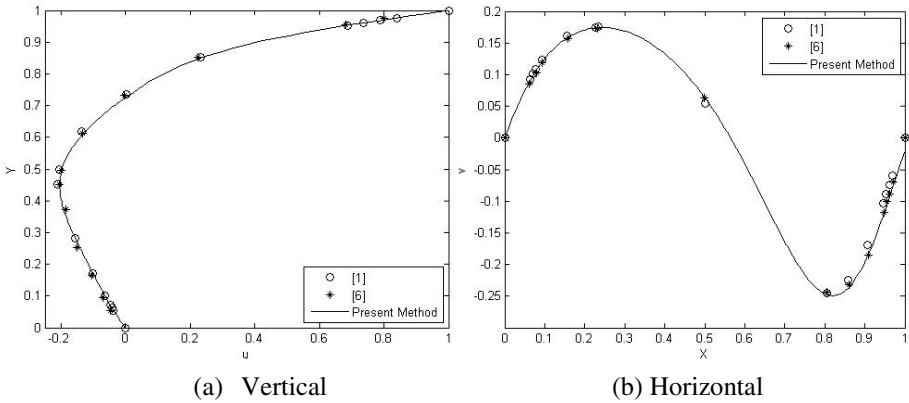 1
0.9
0.8
0.7
0.6
0.5
0.4
0.3
0.2
0.1
0
Y
-0.2 0 0.2 0.4 0.6 0.8 1
u
[1]
[6]
Present Method
(a) Vertical
0.2
0.15
0.1
0.05
0
-0.05
-0.1
-0.15
-0.2
-0.25
v
0 0.1 0.2 0.3 0.4 0.5 0.6 0.7 0.8 0.9 1
X
[1]
[6]
Present Method
(b) Horizontal